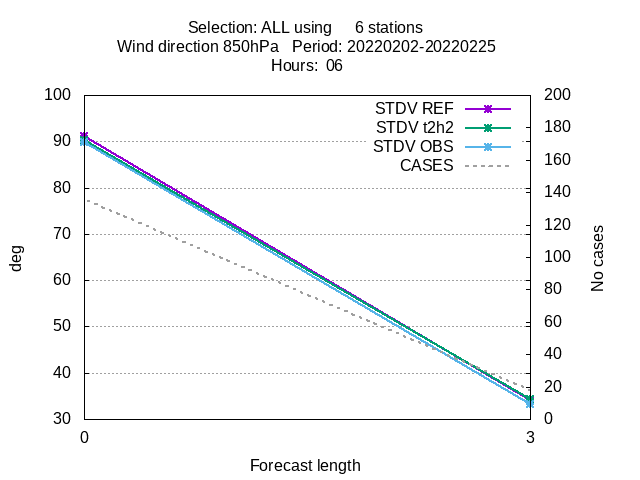 Selection: ALL using     6 stations
Wind direction 850hPa   Period: 20220202-20220225
Hours:  06
100
90
80
70
60
50
40
30
200
180
160
140
120
100
80
60
40
20
0
STDV REF
STDV t2h2
STDV OBS
CASES
deg
No cases
0
3
Forecast length